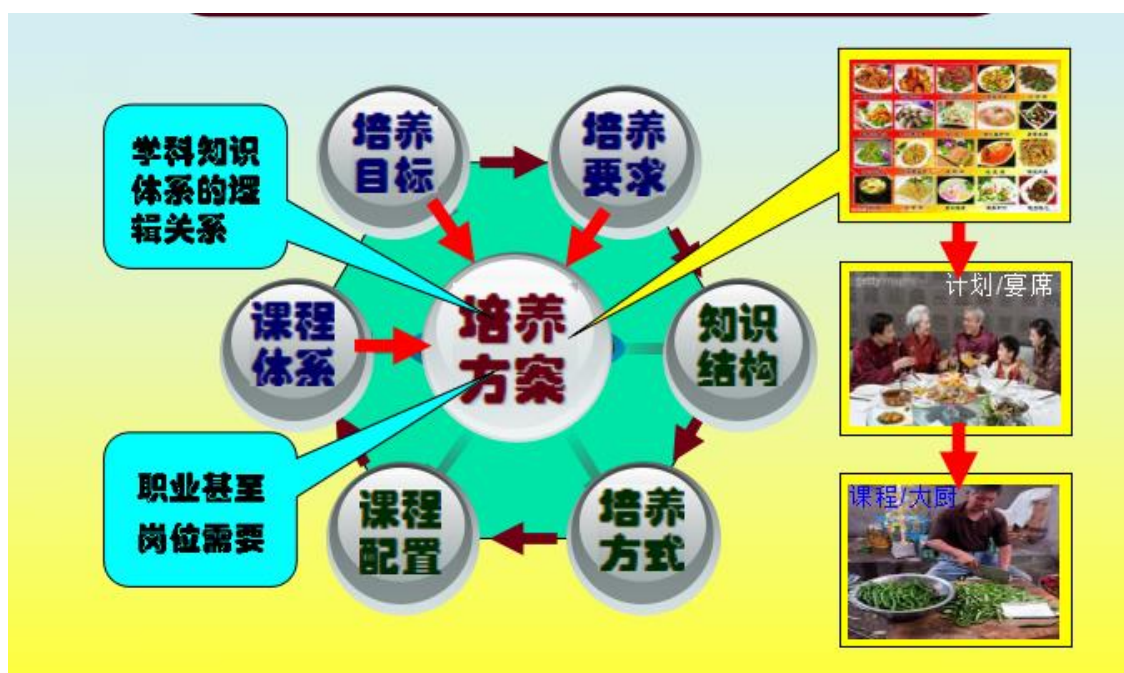 培养
目标
培养
要求
学科知识
体系的逻
辑关系
课程
体系
培养
方案
知识
结构
职业甚至
岗位需要
课程
配置
培养
方式
计划/宴席
课程/大厨